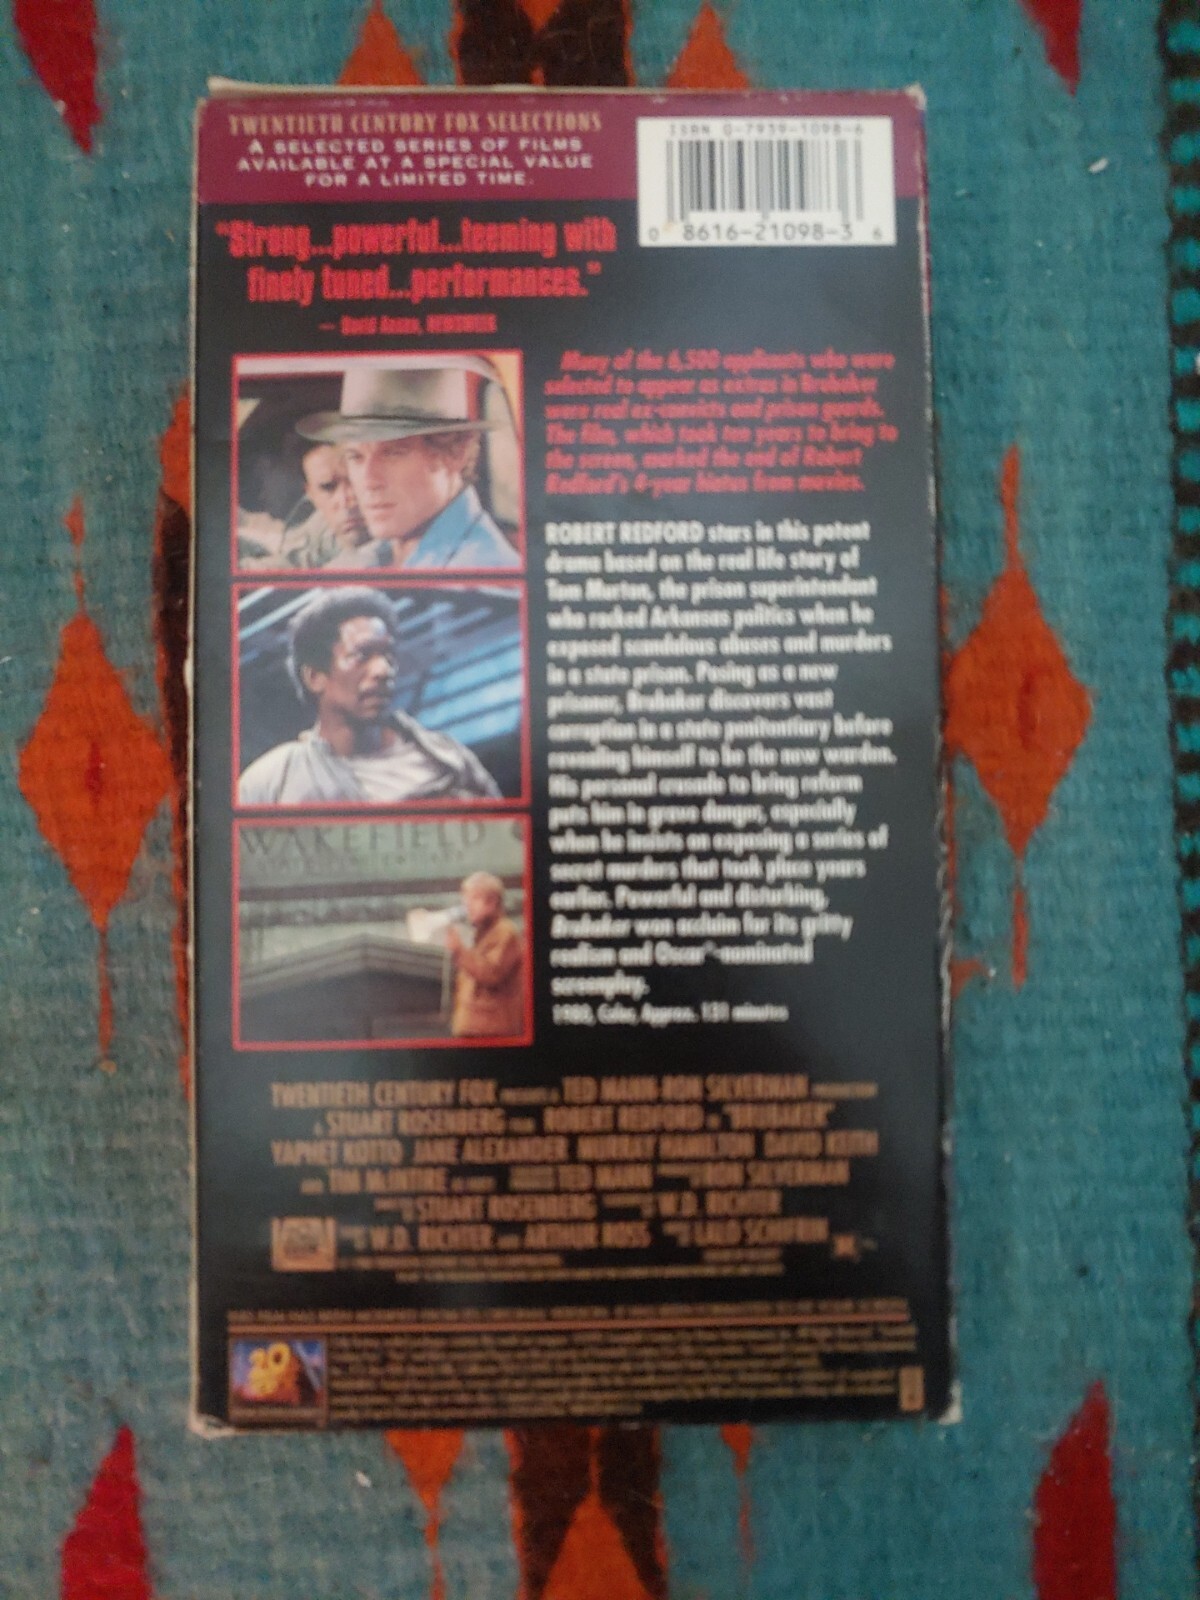 TWENTIETH CENTURY FOX SELECTIONS
A SELECTED SERIES OF FILMS
AVAILABLE AT A SPECIAL VALUE
FOR A LIMITED TIME.
ISBN 0-7939-1098-6
0 8616-21098-3 6
"Strong...powerful...teeming with
finely tuned...performances."
— David Ansen, NEWSWEEK
Many of the 6,500 applicants who were
selected to appear as extras in Brubaker
were real ex-convicts and prison guards.
The film, which took ten years to bring to
the screen, marked the end of Robert
Redford's 4-year hiatus from movies.
ROBERT REDFORD stars in this potent
drama based on the real life story of
Tom Murton, the prison superintendent
who rocked Arkansas politics when he
exposed scandalous abuses and murders
in a state prison. Posing as a new
prisoner, Brubaker discovers vast
corruption in a state penitentiary before
revealing himself to be the new warden.
His personal crusade to bring reform
puts him in grave danger, especially
when he insists on exposing a series of
secret murders that took place years
earlier. Powerful and disturbing,
Brubaker won acclaim for its gritty
realism and Oscar®-nominated
screenplay.
1980, Color, Approx. 131 minutes
WAKEFIELD
TWENTIETH CENTURY FOX PRESENTS A TED MANN-RON SILVERMAN PRODUCTION
A STUART ROSENBERG FILM ROBERT REDFORD IN "BRUBAKER"
YAPHET KOTTO JANE ALEXANDER MURRAY HAMILTON DAVID KEITH
AND TIM McINTIRE TED MANN RON SILVERMAN
STUART ROSENBERG W.D. RICHTER
W.D. RICHTER AND ARTHUR ROSS LALO SCHIFRIN
20